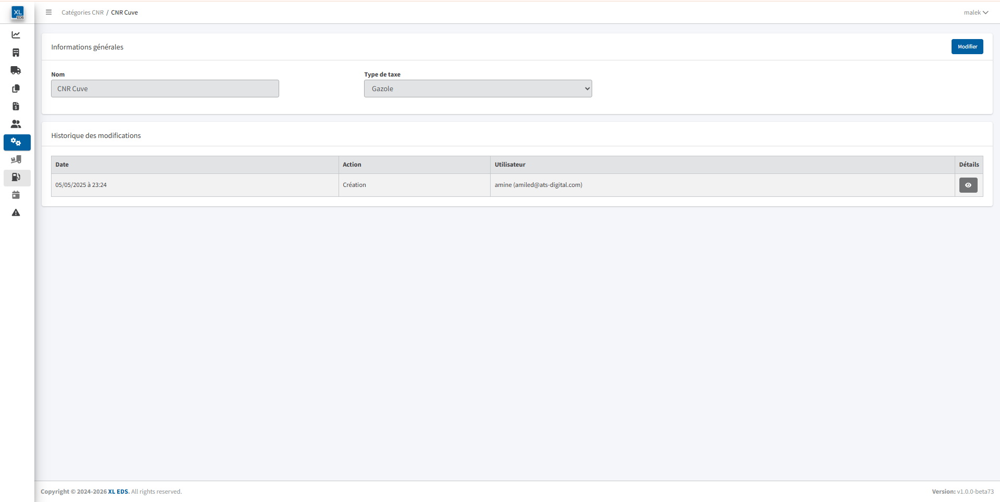 XL
EDS
Catégories CNR / CNR Cuve
malek
Informations générales
Modifier
Nom
Type de taxe
CNR Cuve
Gazole
Historique des modifications
Date
Action
Utilisateur
Détails
05/05/2025 à 23:24
Création
amine (amiled@ats-digital.com)
Copyright © 2024-2026 XL EDS. All rights reserved.
Version: v1.0.0-beta73